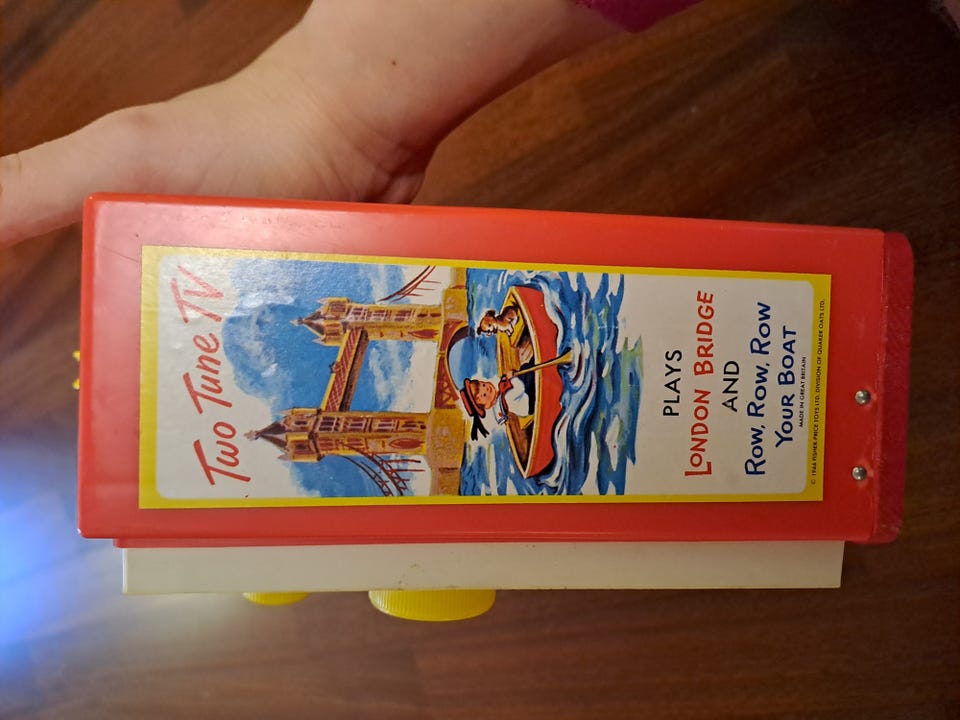 Two Tune TV
PLAYS
LONDON BRIDGE
AND
ROW, ROW, ROW
YOUR BOAT
MADE IN GREAT BRITAIN
© 1966 FISHER-PRICE TOYS LTD. DIVISION OF QUAKER OATS LTD.